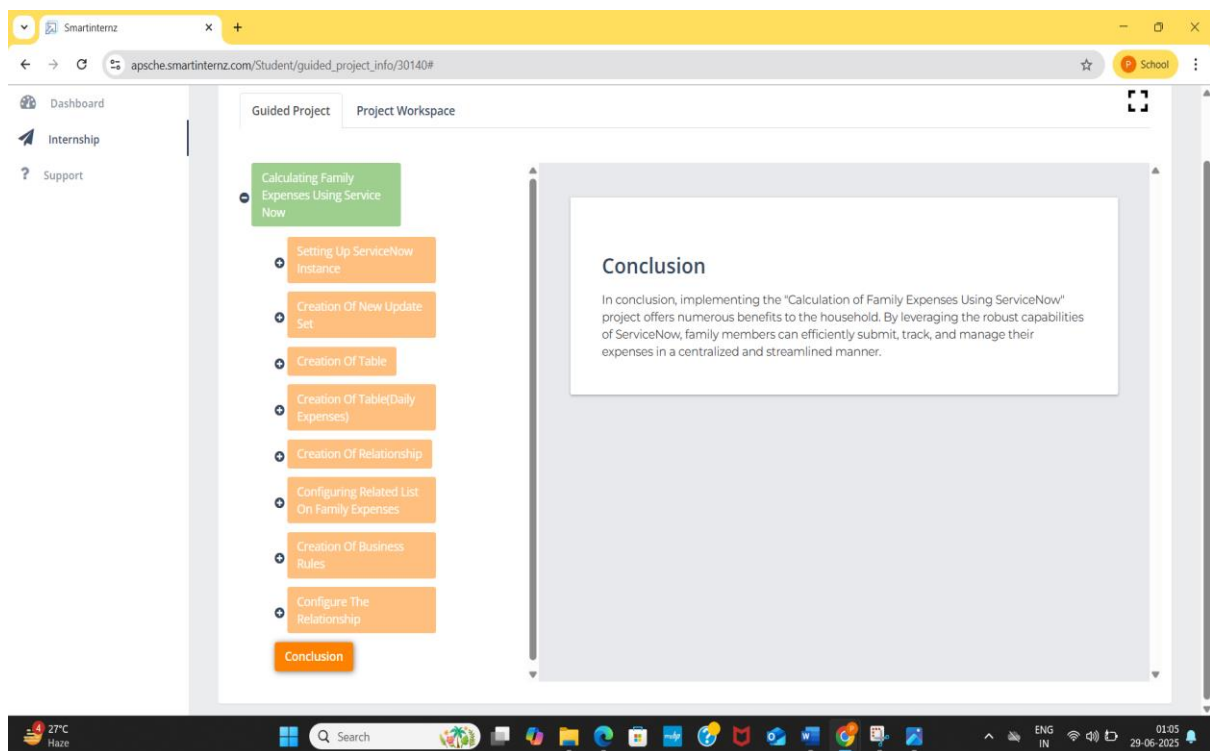 Smartinternz
apsche.smartinternz.com/Student/guided_project_info/30140#
School
Dashboard
Internship
? Support
Guided Project Project Workspace
Calculating Family
Expenses Using Service
Now
Setting Up ServiceNow
Instance
Creation Of New Update
Set
Creation Of Table
Creation Of Table(Daily
Expenses)
Creation Of Relationship
Configuring Related List
On Family Expenses
Creation Of Business
Rules
Configure The
Relationship
Conclusion
Conclusion
In conclusion, implementing the "Calculation of Family Expenses Using ServiceNow"
project offers numerous benefits to the household. By leveraging the robust capabilities
of ServiceNow, family members can efficiently submit, track, and manage their
expenses in a centralized and streamlined manner.
4
27°C
Haze
Search
ENG
IN
01:05
29-06-2025